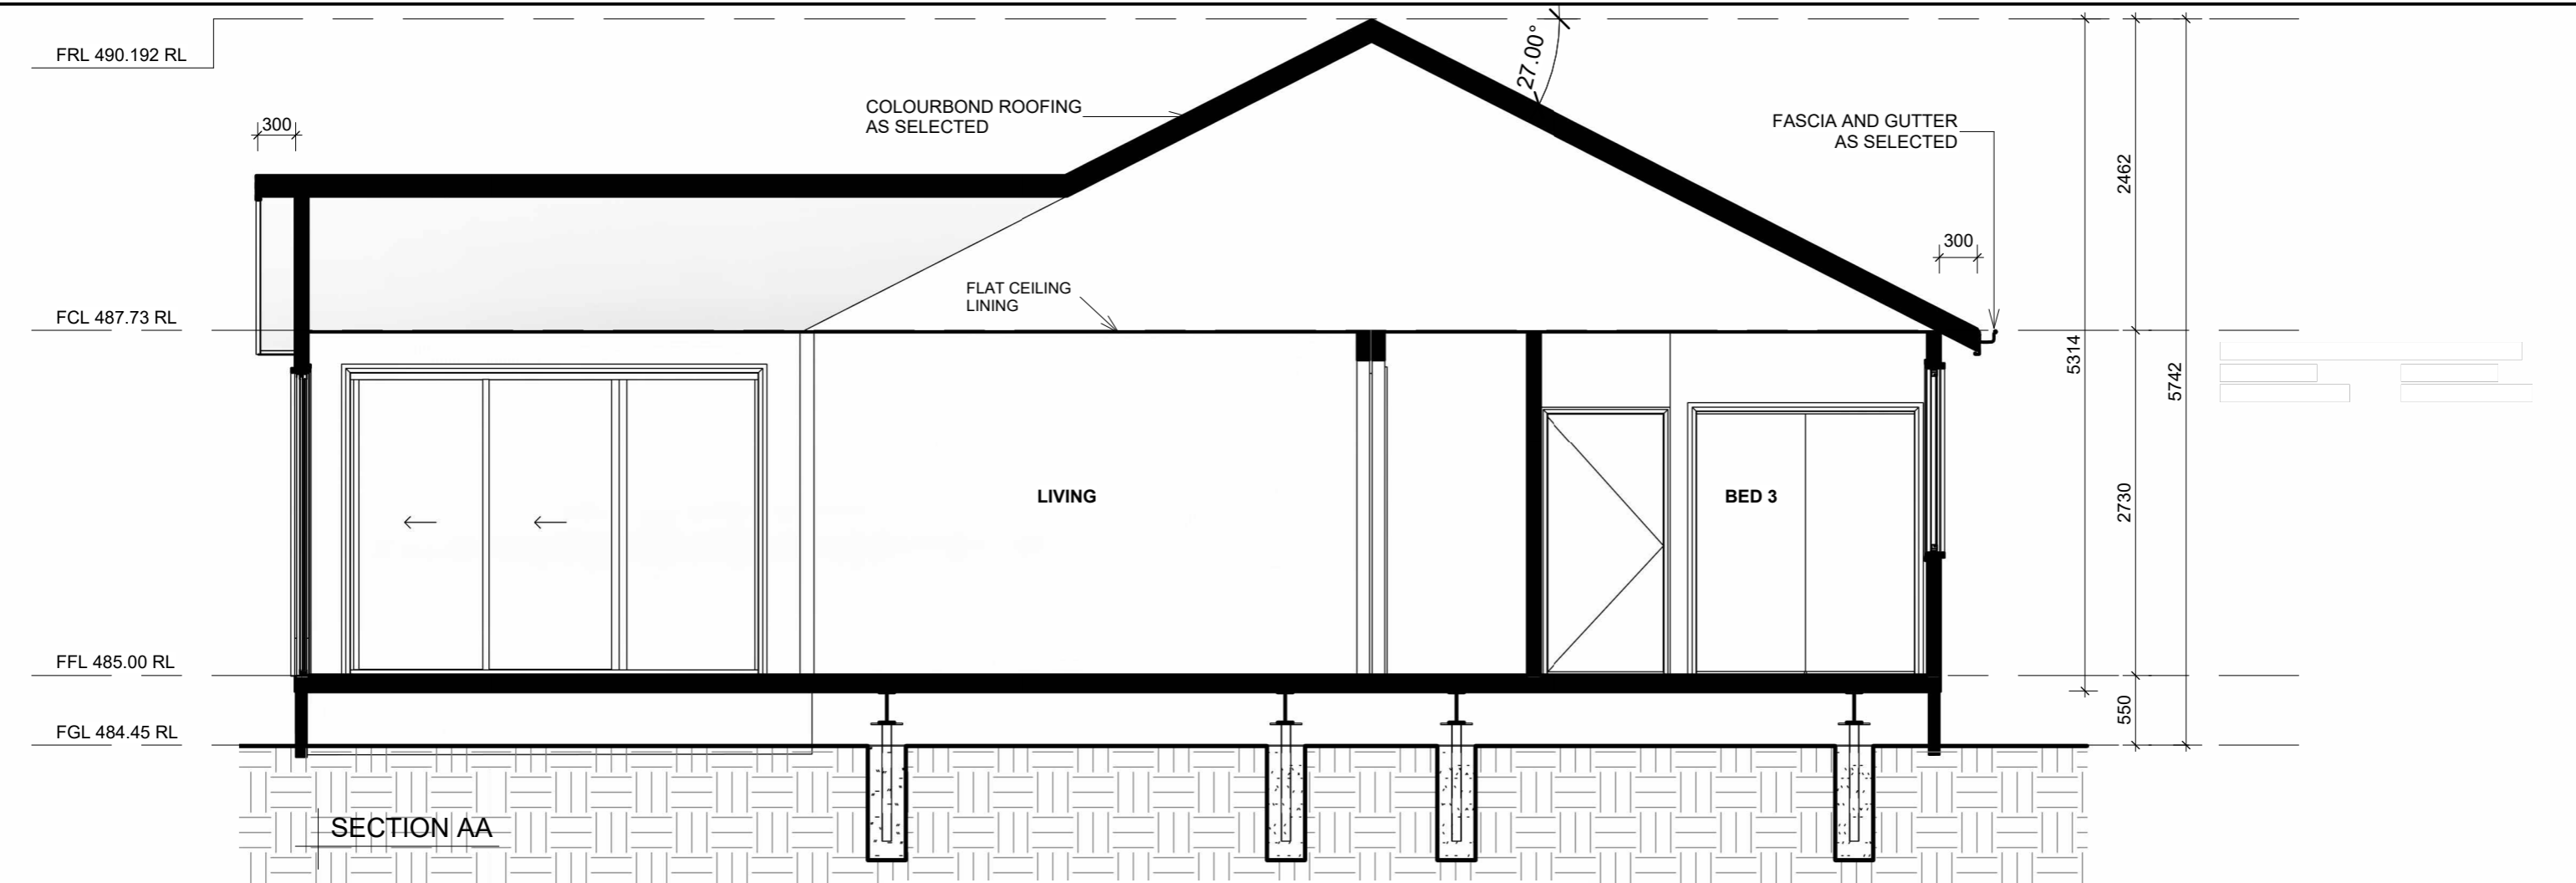 FRL 490.192 RL
27.00°
COLOURBOND ROOFING
AS SELECTED
300
FASCIA AND GUTTER
AS SELECTED
2462
300
FLAT CEILING
LINING
FCL 487.73 RL
5314
5742
LIVING
BED 3
2730
FFL 485.00 RL
550
FGL 484.45 RL
SECTION AA